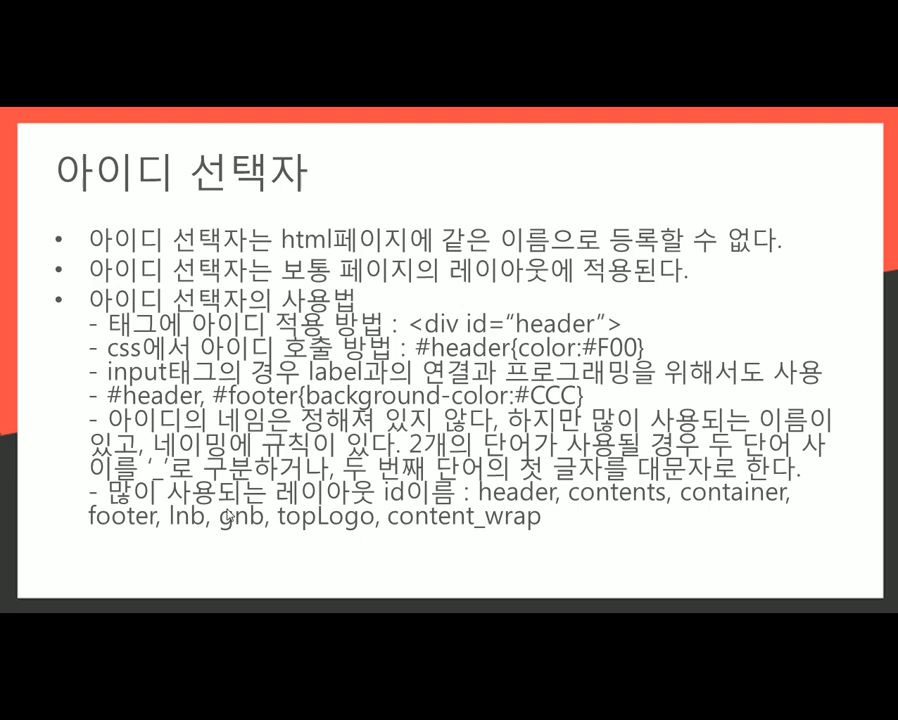 아이디 선택자
• 아이디 선택자는 html페이지에 같은 이름으로 등록할 수 없다.
• 아이디 선택자는 보통 페이지의 레이아웃에 적용된다.
• 아이디 선택자의 사용법
- 태그에 아이디 적용 방법 : <div id=“header”>
- css에서 아이디 호출 방법 : #header{color:#F00}
- input태그의 경우 label과의 연결과 프로그래밍을 위해서도 사용
- #header, #footer{background-color:#CCC}
- 아이디의 네임은 정해져 있지 않다, 하지만 많이 사용되는 이름이
있고, 네이밍에 규칙이 있다. 2개의 단어가 사용될 경우 두 단어 사
이를 ‘_’로 구분하거나, 두 번째 단어의 첫 글자를 대문자로 한다.
- 많이 사용되는 레이아웃 id이름 : header, contents, container,
footer, lnb, gnb, topLogo, content_wrap